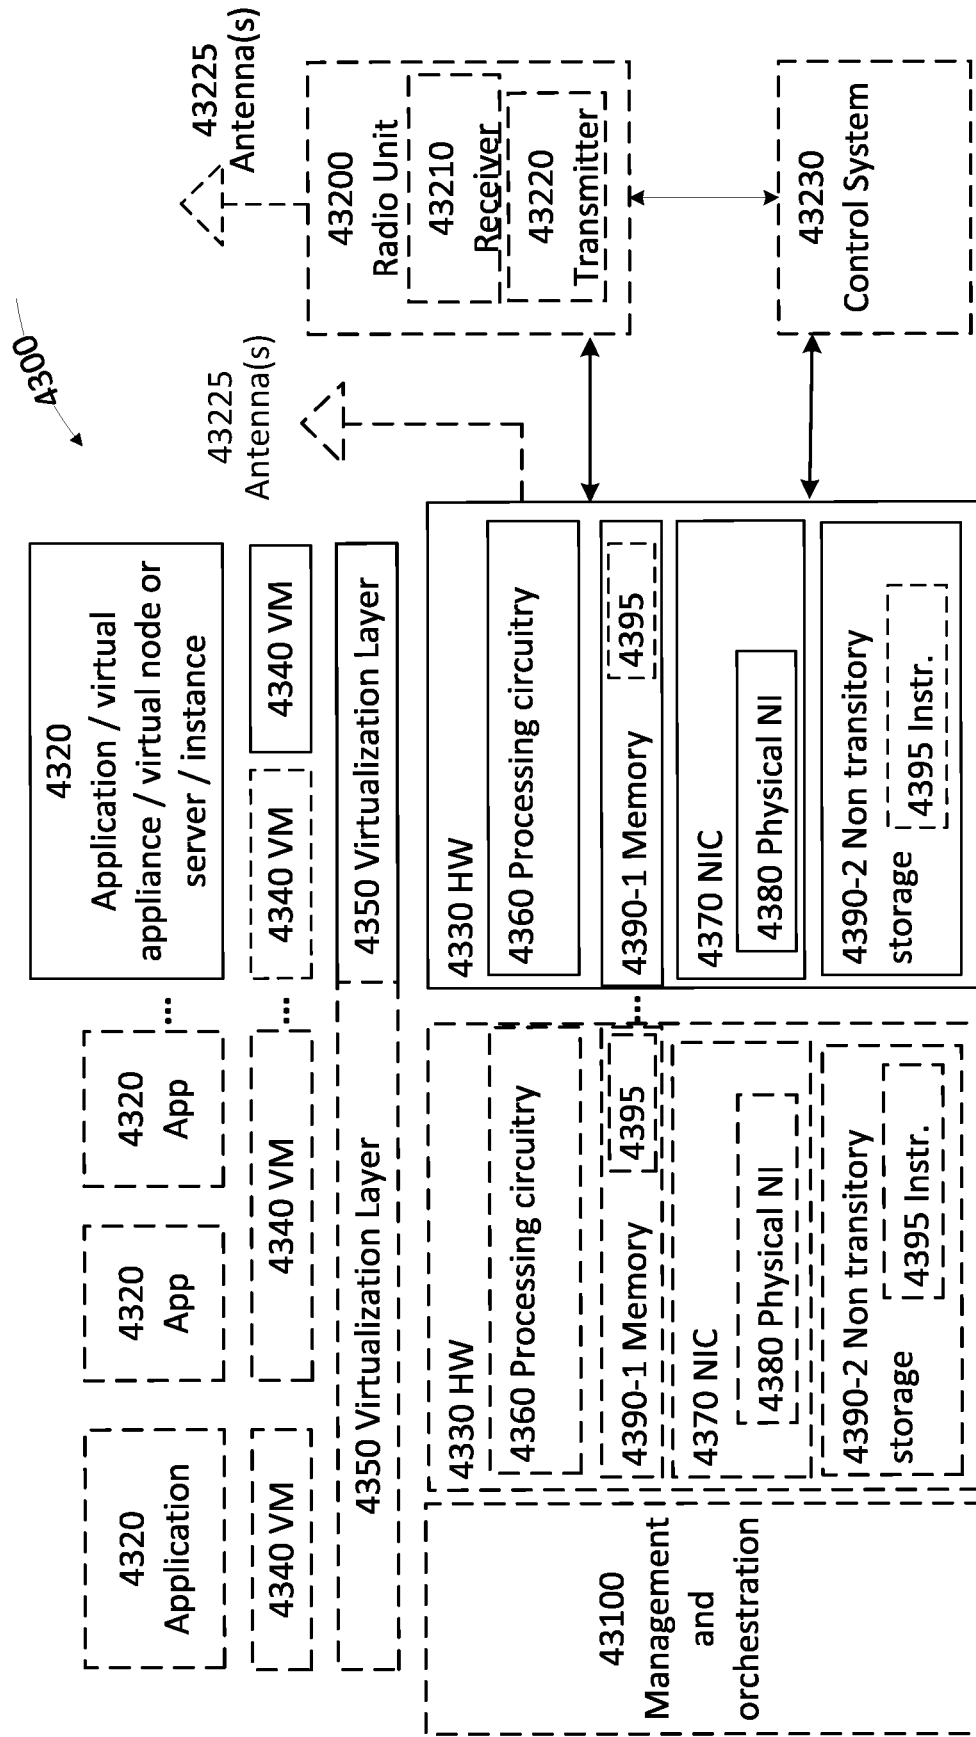 4300
4320
Application
4320
App
4320
App
...
4320
Application / virtual
appliance / virtual node or
server / instance
4340 VM
4340 VM
...
4340 VM
4340 VM
4350 Virtualization Layer
4350 Virtualization Layer
43225
Antenna(s)
43225
Antenna(s)
43100
Management
and
orchestration
4330 HW
4360 Processing circuitry
4390-1 Memory
4395
4370 NIC
4380 Physical NI
4390-2 Non transitory
storage
4395 Instr.
...
4330 HW
4360 Processing circuitry
4390-1 Memory
4395
4370 NIC
4380 Physical NI
4390-2 Non transitory
storage
4395 Instr.
43200
Radio Unit
43210
Receiver
43220
Transmitter
43230
Control System